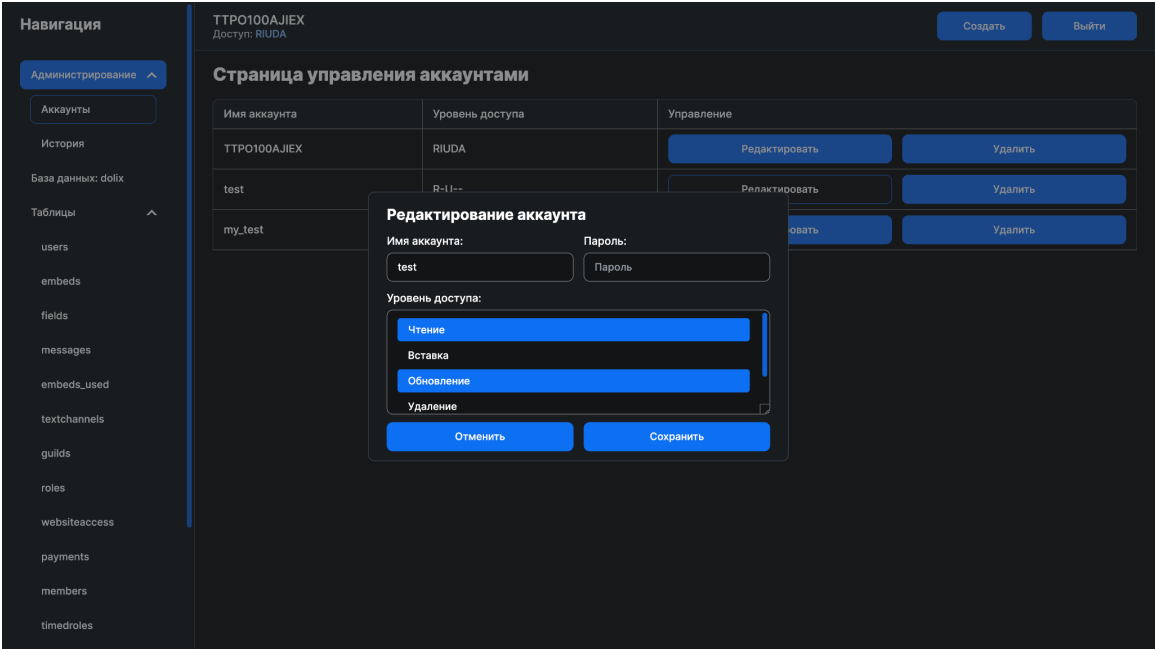 Навигация
Администрирование
Аккаунты
История
База данных: dolix
Таблицы
users
embeds
fields
messages
embeds_used
textchannels
guilds
roles
websiteaccess
payments
members
timedroles
TTPO100AJIEX
Доступ: RIUDA
Создать
Выйти
Страница управления аккаунтами
Имя аккаунта Уровень доступа Управление
TTPO100AJIEX RIUDA Редактировать Удалить
test R-U-- Редактировать Удалить
my_test овать Удалить
Редактирование аккаунта
Имя аккаунта: Пароль:
test Пароль
Уровень доступа:
Чтение
Вставка
Обновление
Удаление
Отменить Сохранить